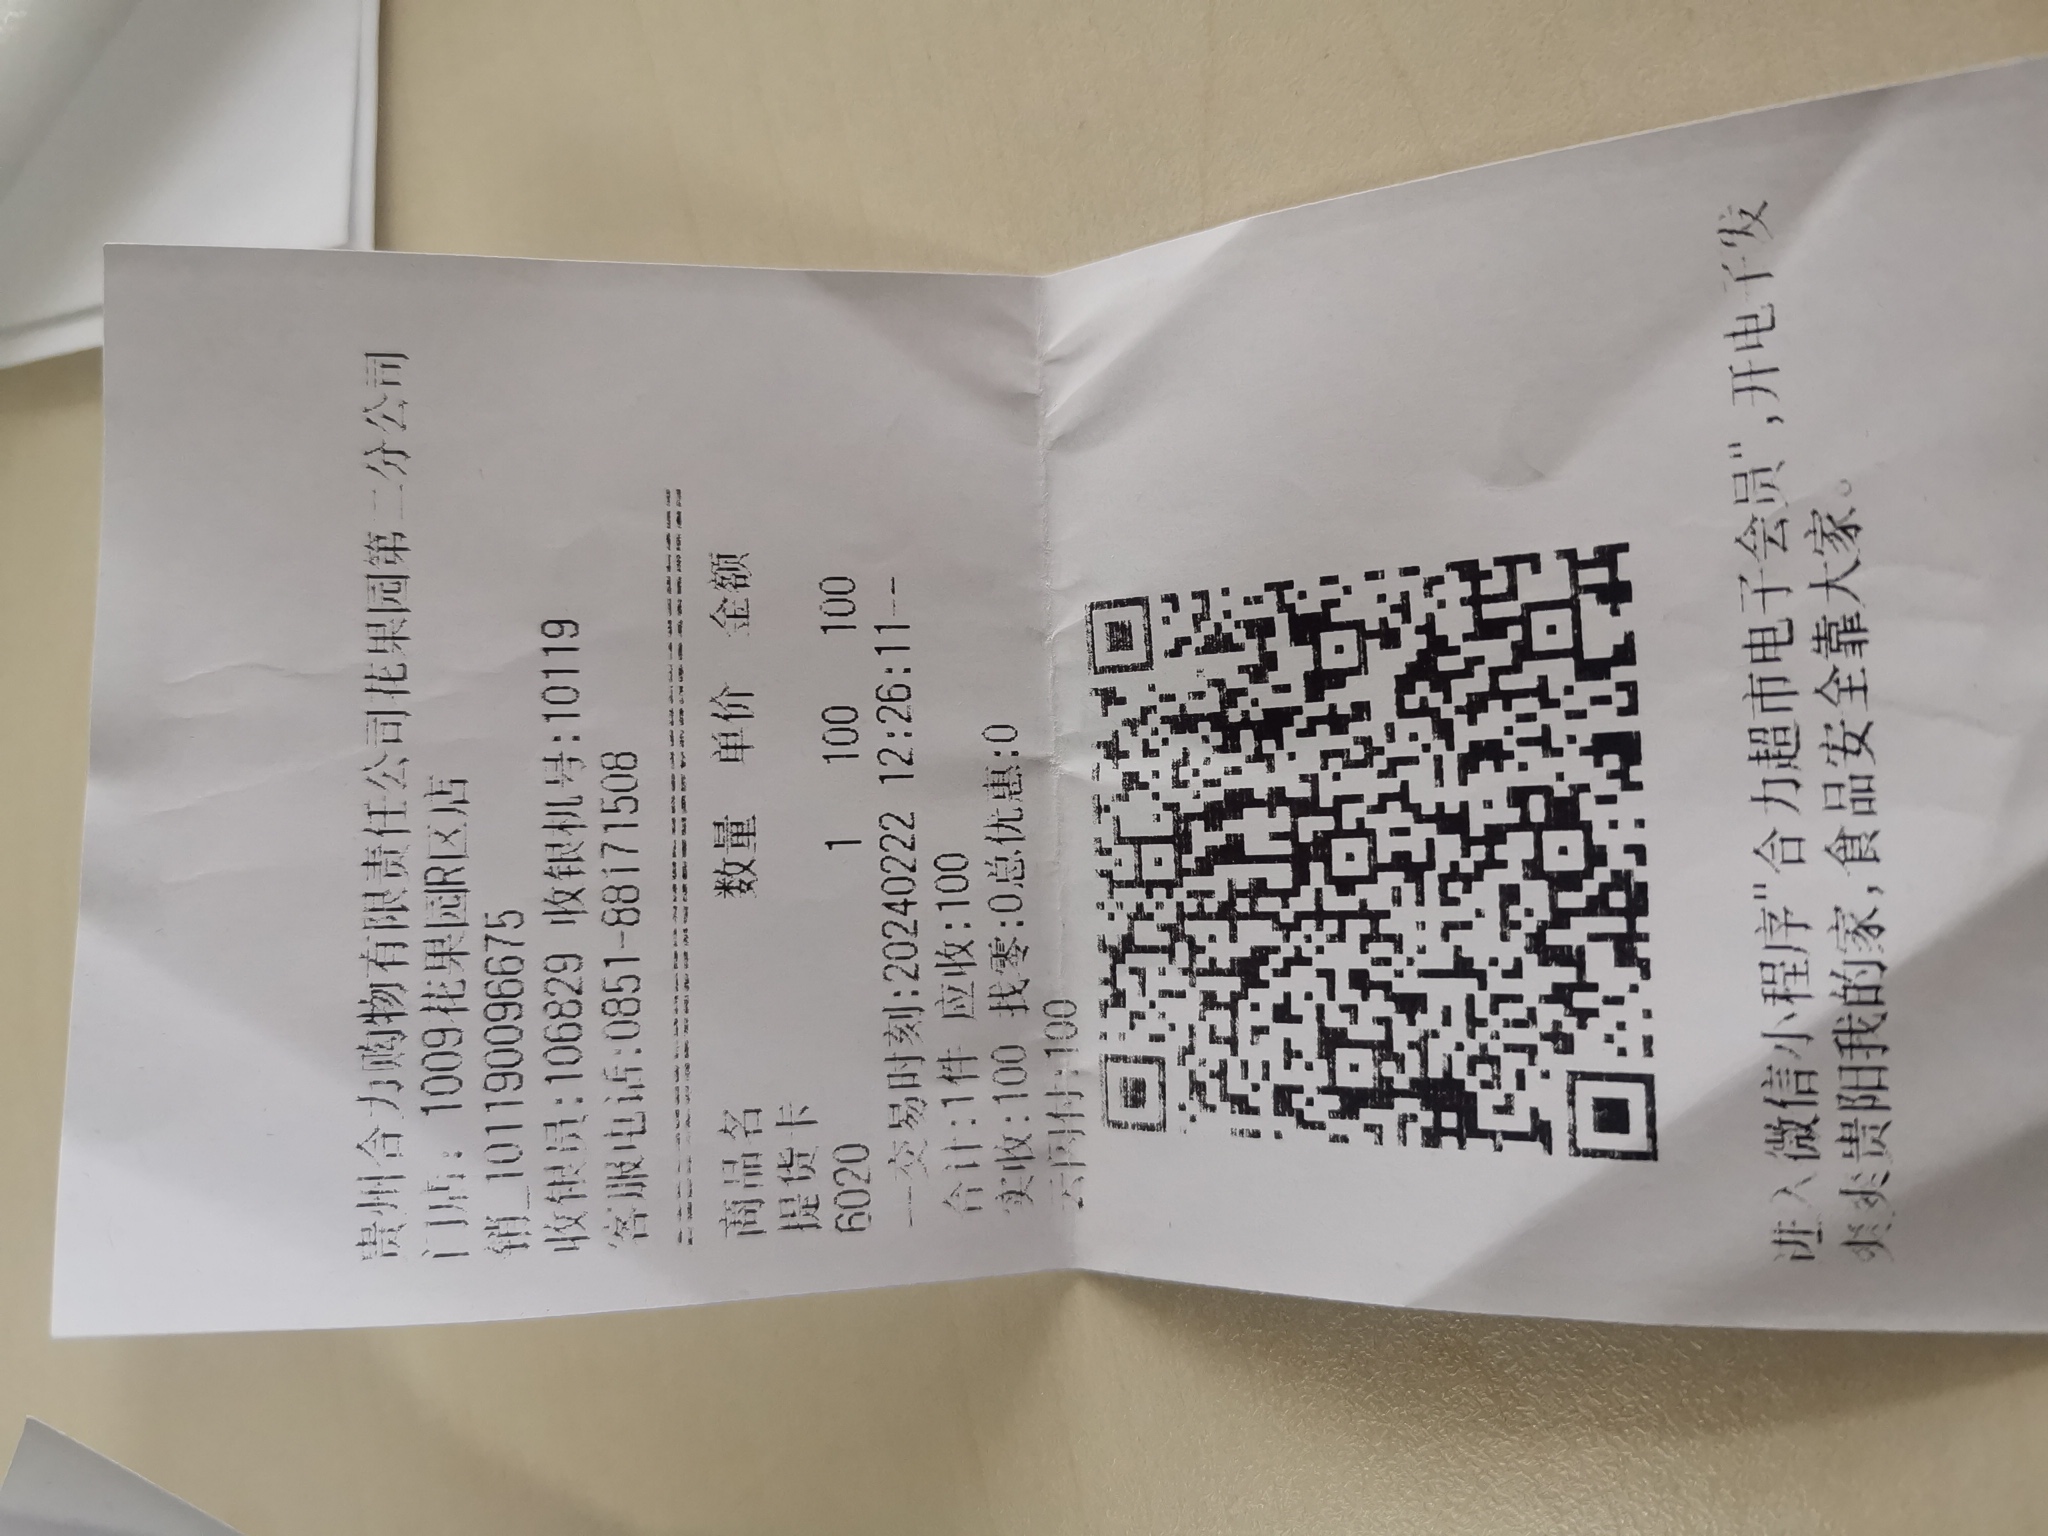 贵州合力购物有限责任公司花果园第二分公司
门店: 1009花果园R区店
销_101190096675
收银员:106829 收银机号:10119
客服电话:0851-88171508
========================================
商品名 数量 单价 金额
提货卡
6020 1 100 100
--交易时刻:20240222 12:26:11--
合计:1件 应收:100
实收:100 找零:0总优惠:0
云闪付:100
进入微信小程序"合力超市电子会员",开电子发
爽爽贵阳我的家,食品安全靠大家。